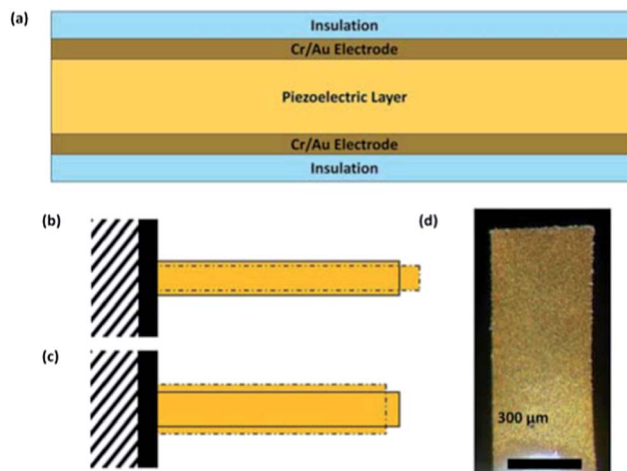 (a)
Insulation
Cr/Au Electrode
Piezoelectric Layer
Cr/Au Electrode
Insulation
(b)
(d)
(c)
300 µm